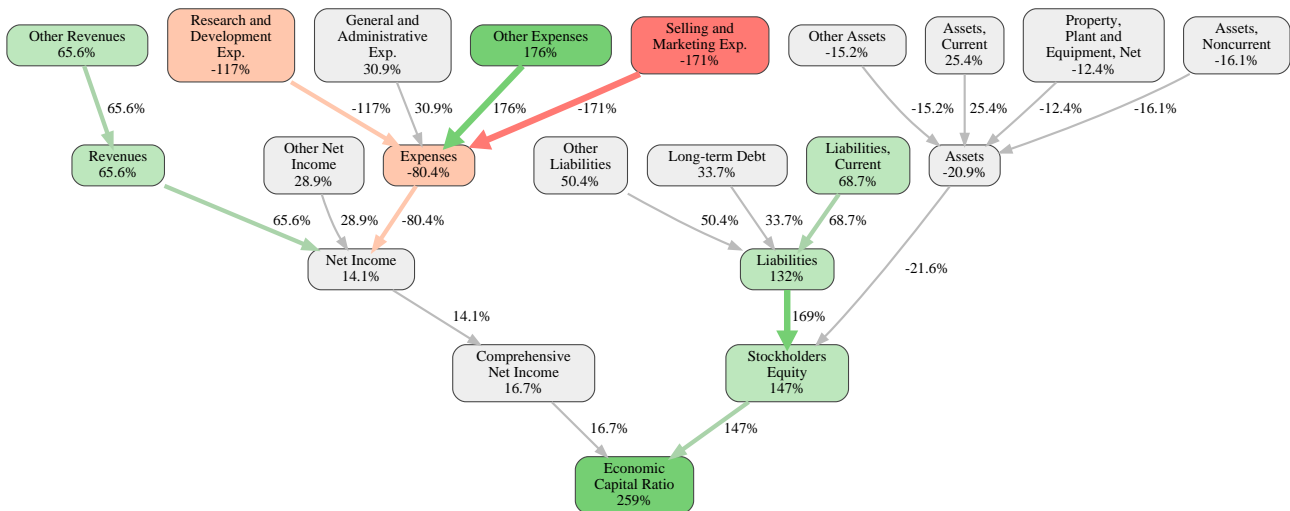 Other Revenues
65.6%
Research and
Development
Exp.
-117%
General and
Administrative
Exp.
30.9%
Other Expenses
176%
Selling and
Marketing Exp.
-171%
Other Assets
-15.2%
Assets,
Current
25.4%
Property,
Plant and
Equipment, Net
-12.4%
Assets,
Noncurrent
-16.1%
65.6%
-117%
30.9%
176%
-171%
-15.2%
25.4%
-12.4%
-16.1%
Revenues
65.6%
Other Net
Income
28.9%
Expenses
-80.4%
Other
Liabilities
50.4%
Long-term Debt
33.7%
Liabilities,
Current
68.7%
Assets
-20.9%
65.6%
28.9%
-80.4%
50.4%
33.7%
68.7%
Net Income
14.1%
Liabilities
132%
-21.6%
14.1%
169%
Comprehensive
Net Income
16.7%
Stockholders
Equity
147%
16.7%
147%
Economic
Capital Ratio
259%